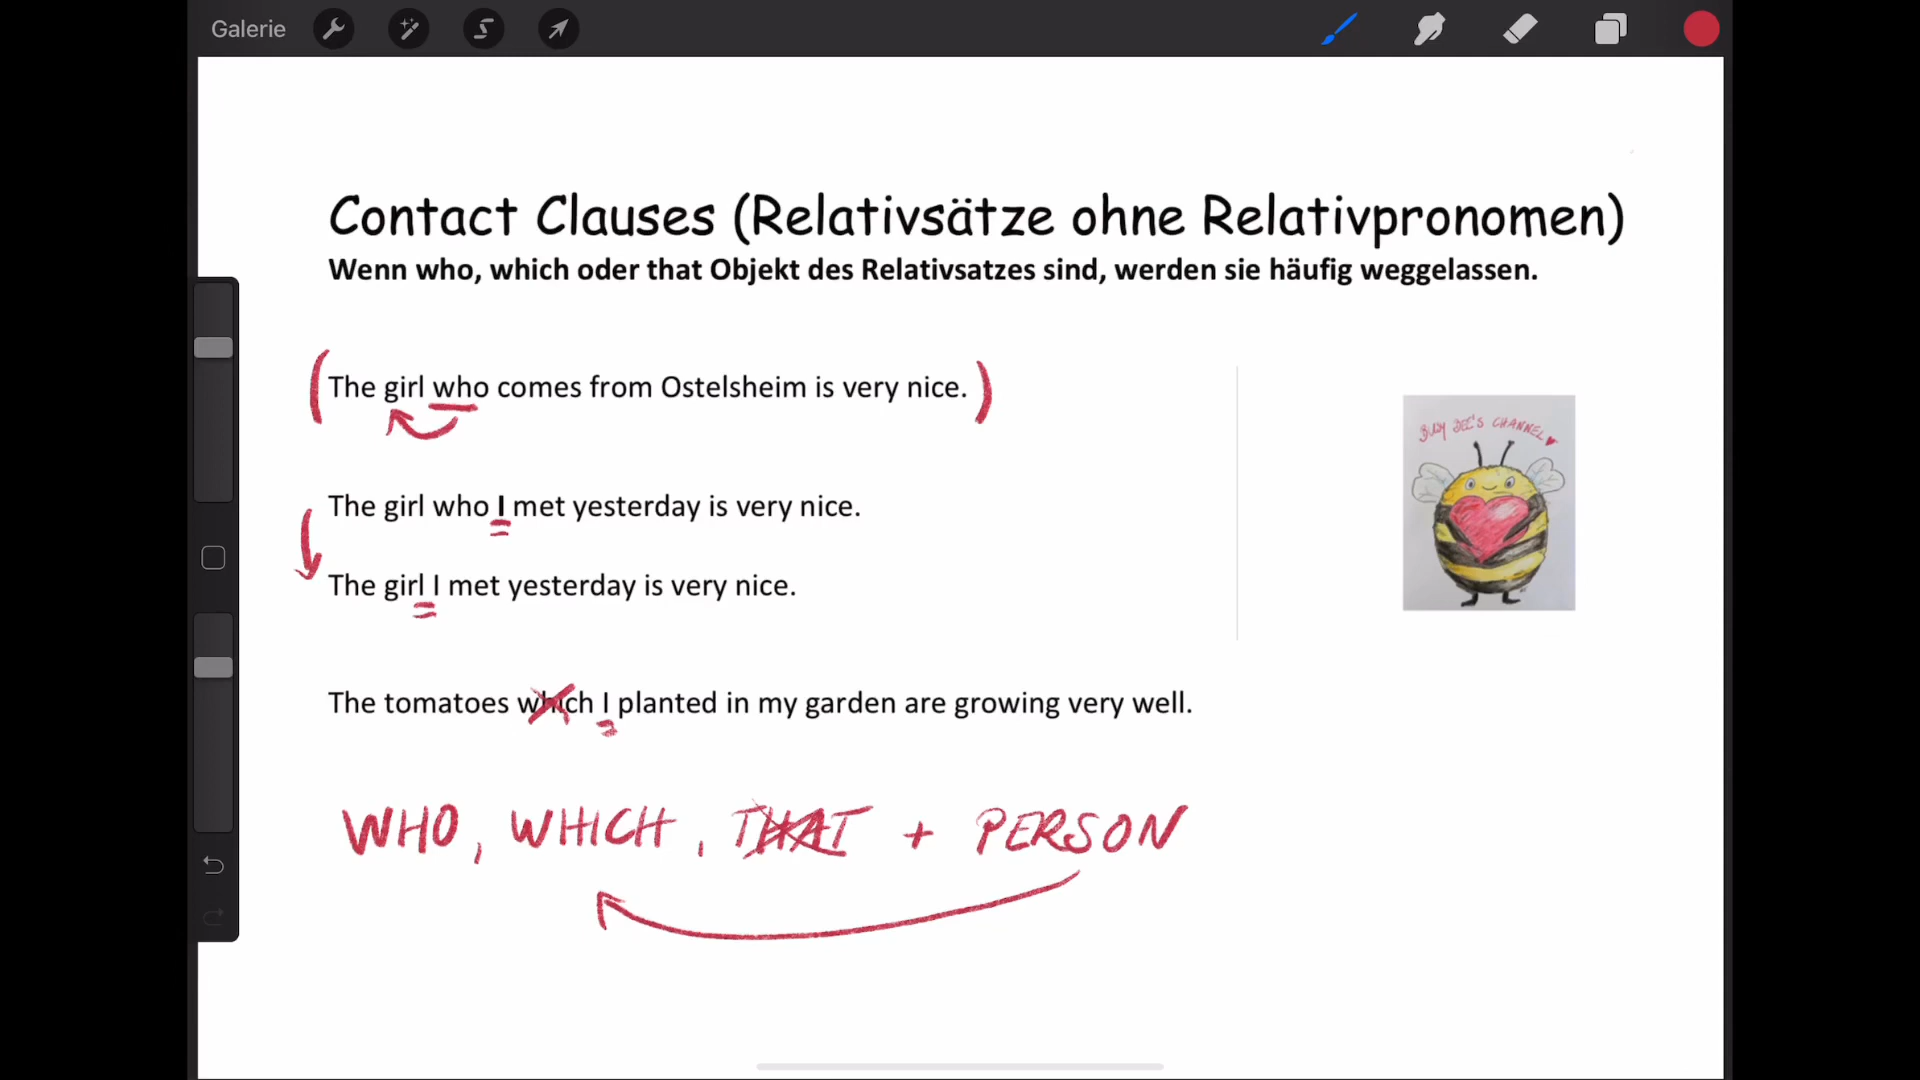 Galerie
Contact Clauses (Relativsätze ohne Relativpronomen)
Wenn who, which oder that Objekt des Relativsatzes sind, werden sie häufig weggelassen.
(The girl who comes from Ostelsheim is very nice.)
BUSY BEE'S CHANNEL
The girl who I met yesterday is very nice.
The girl I met yesterday is very nice.
The tomatoes which I planted in my garden are growing very well.
WHO, WHICH, THAT + PERSON